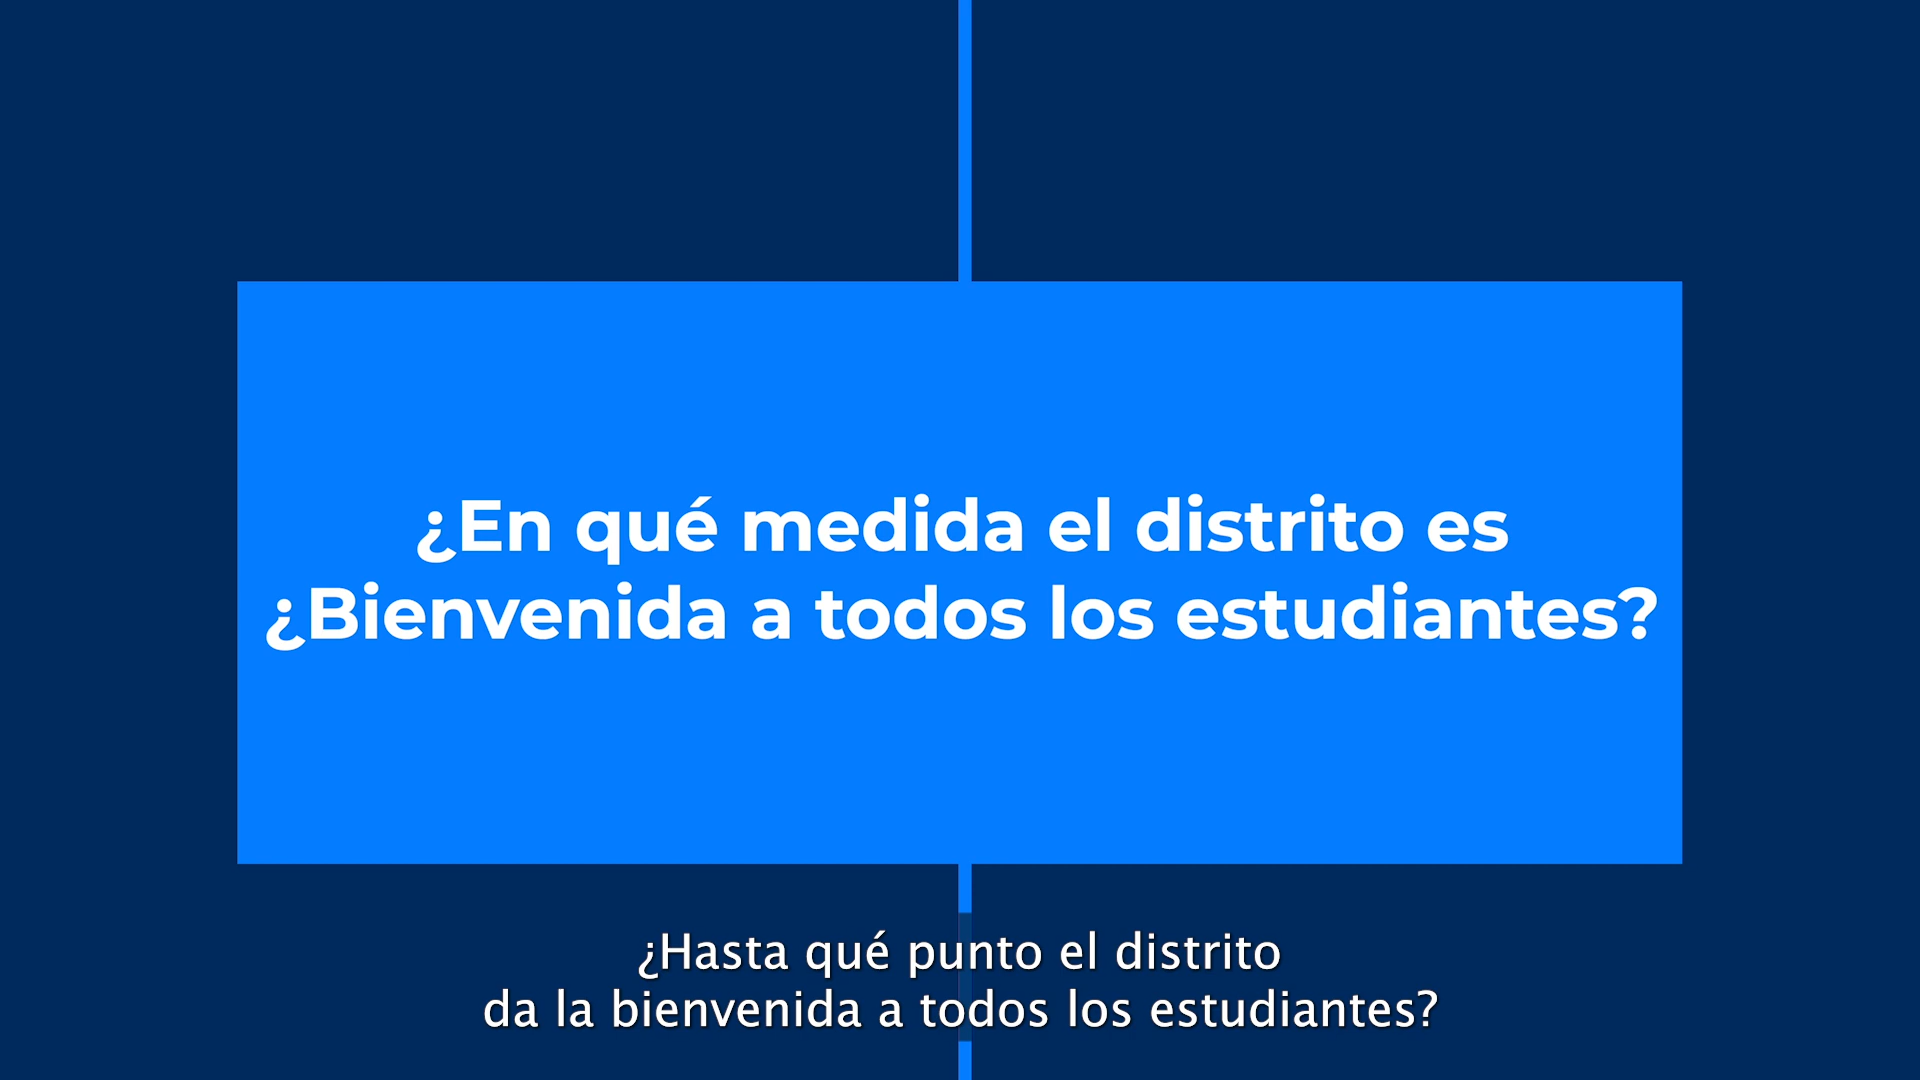 ¿En qué medida el distrito es
¿Bienvenida a todos los estudiantes?
¿Hasta qué punto el distrito
da la bienvenida a todos los estudiantes?